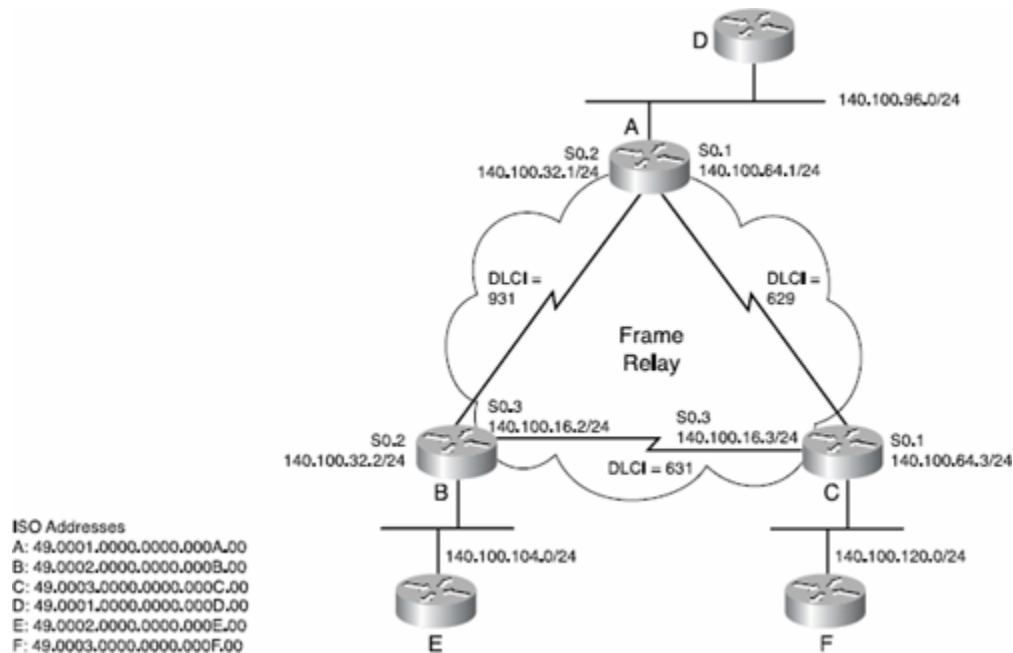 D
140.100.96.0/24
A
S0.2
140.100.32.1/24
S0.1
140.100.64.1/24
DLCI =
931
DLCI =
629
Frame
Relay
S0.3
140.100.16.2/24
S0.3
140.100.16.3/24
S0.2
140.100.32.2/24
S0.1
140.100.64.3/24
DLCI = 631
B
C
140.100.104.0/24
140.100.120.0/24
E
F
ISO Addresses
A: 49.0001.0000.0000.000A.00
B: 49.0002.0000.0000.000B.00
C: 49.0003.0000.0000.000C.00
D: 49.0001.0000.0000.000D.00
E: 49.0002.0000.0000.000E.00
F: 49.0003.0000.0000.000F.00